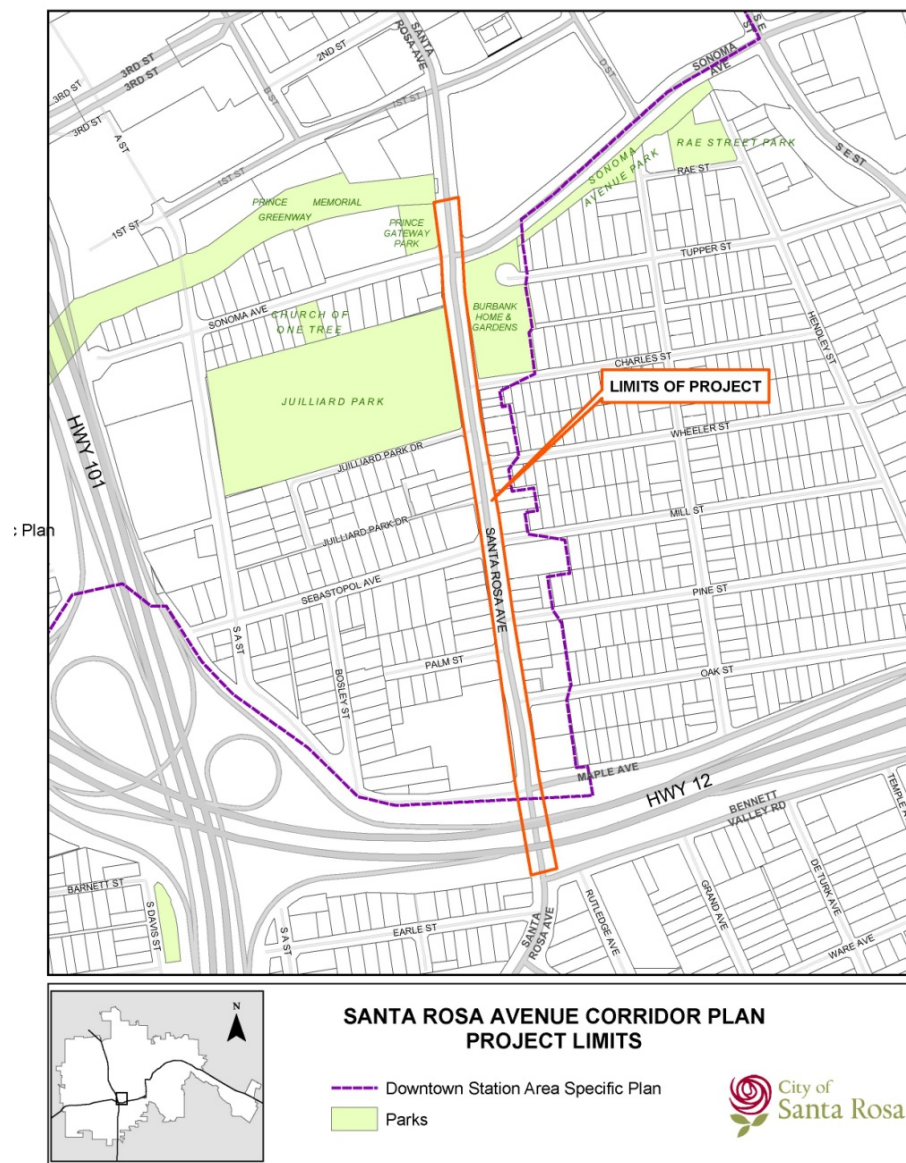 SANTA
ROSA AVE
2ND ST
3RD ST
3RD ST
3RD ST
3RD ST
B ST
1ST ST
D ST
SONOMA
AVE
S E
ST
A ST
1ST ST
1ST ST
RAE STREET PARK
SONOMA
AVENUE PARK
RAE ST
S E ST
PRINCE MEMORIAL
GREENWAY
PRINCE
GATEWAY
PARK
TUPPER ST
SONOMA AVE
CHURCH OF
ONE TREE
BURBANK
HOME &
GARDENS
HENDLEY ST
CHARLES ST
LIMITS OF PROJECT
JUILLIARD PARK
HWY 101
JUILLIARD PARK DR
WHEELER ST
c Plan
JUILLIARD PARK DR
MILL ST
SANTA ROSA AVE
SEBASTOPOL AVE
PINE ST
S A ST
BOSLEY ST
PALM ST
OAK ST
MAPLE AVE
HWY 12
BENNETT
VALLEY RD
TEMPLE A
BARNETT ST
S DAVIS ST
S A ST
EARLE ST
SANTA
ROSA AVE
RUTLEDGE AVE
GRAND AVE
DE TURK AVE
WARE AVE
N
SANTA ROSA AVENUE CORRIDOR PLAN
PROJECT LIMITS
Downtown Station Area Specific Plan
Parks
City of
Santa Rosa